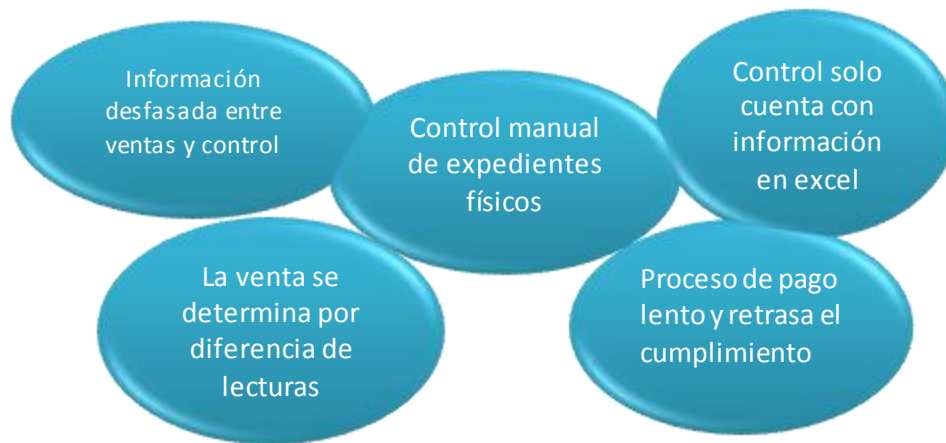 Información
desfasada entre
ventas y control
Control manual
de expedientes
físicos
Control solo
cuenta con
información
en excel
La venta se
determina por
diferencia de
lecturas
Proceso de pago
lento y retrasa el
cumplimiento